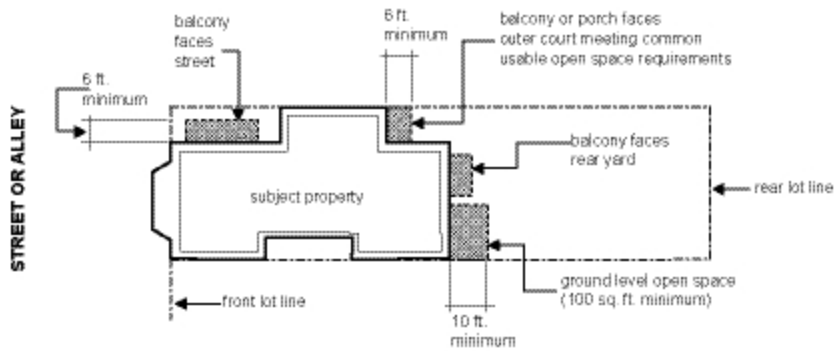 balcony
faces
street
6 ft.
minimum
balcony or porch faces
outer court meeting common
usable open space requirements
6 ft.
minimum
STREET OR ALLEY
balcony faces
rear yard
subject property
rear lot line
ground level open space
(100 sq. ft. minimum)
front lot line
10 ft.
minimum